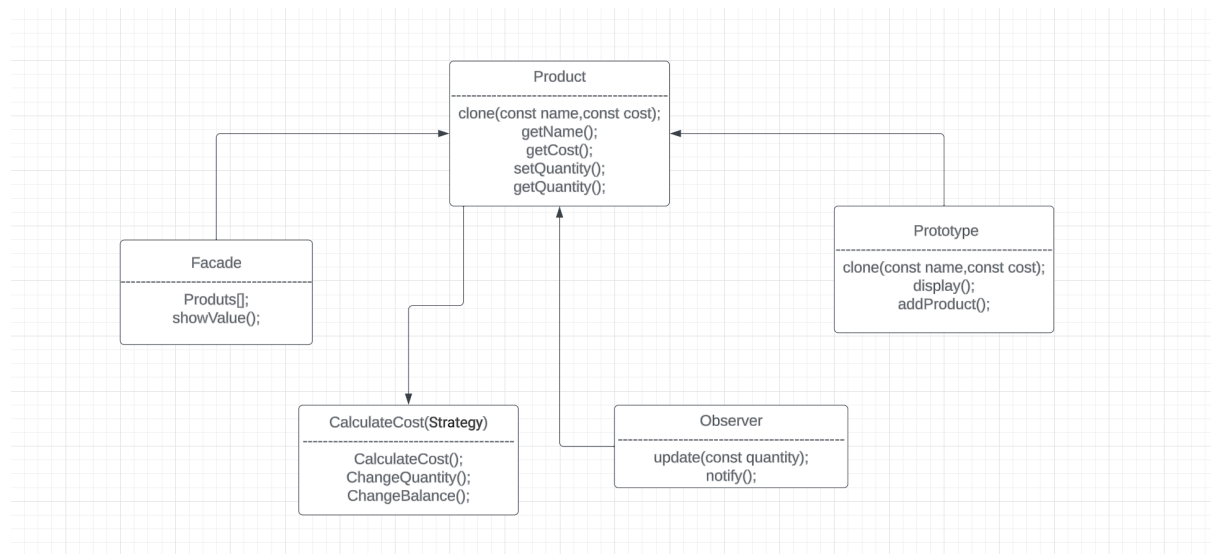 Product
clone(const name,const cost);
getName();
getCost();
setQuantity();
getQuantity();
Facade
Produts[];
showValue();
Prototype
clone(const name,const cost);
display();
addProduct();
CalculateCost(Strategy)
CalculateCost();
ChangeQuantity();
ChangeBalance();
Observer
update(const quantity);
notify();